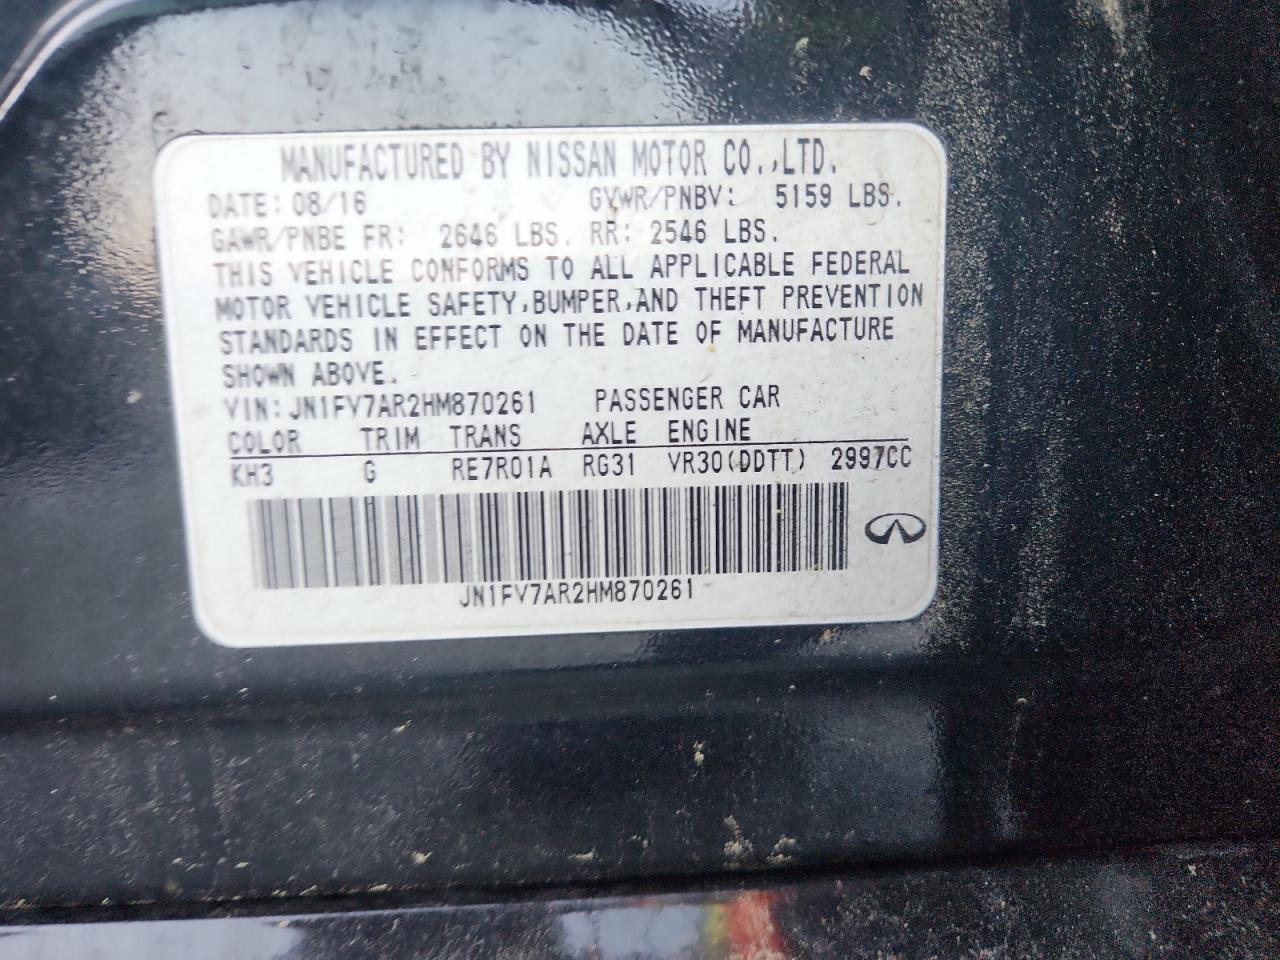 MANUFACTURED BY NISSAN MOTOR CO.,LTD.
DATE: 08/16 GVWR/PNBV: 5159 LBS.
GAWR/PNBE FR: 2646 LBS. RR: 2546 LBS.
THIS VEHICLE CONFORMS TO ALL APPLICABLE FEDERAL
MOTOR VEHICLE SAFETY,BUMPER,AND THEFT PREVENTION
STANDARDS IN EFFECT ON THE DATE OF MANUFACTURE
SHOWN ABOVE.
VIN: JN1FV7AR2HM870261 PASSENGER CAR
COLOR TRIM TRANS AXLE ENGINE
KH3 G RE7R01A RG31 VR30(DDTT) 2997CC
JN1FV7AR2HM870261